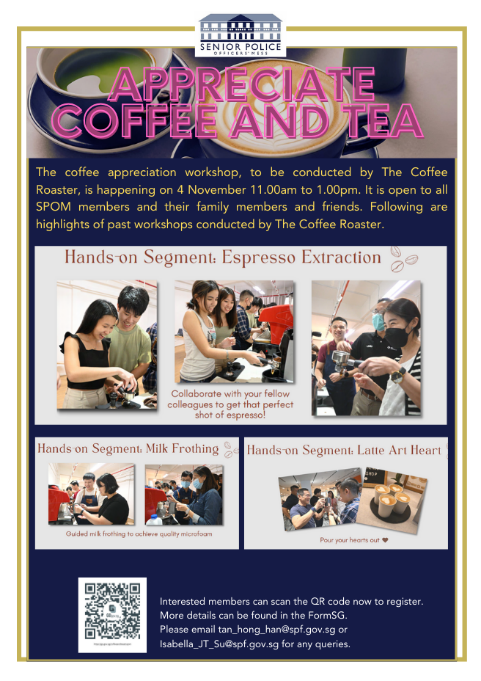 SENIOR POLICE
OFFICERS' MESS
APPRECIATE
COFFEE AND TEA
The coffee appreciation workshop, to be conducted by The Coffee
Roaster, is happening on 4 November 11.00am to 1.00pm. It is open to all
SPOM members and their family members and friends. Following are
highlights of past workshops conducted by The Coffee Roaster.
Hands-on Segment: Espresso Extraction
Collaborate with your fellow
colleagues to get that perfect
shot of espresso!
Hands on Segment: Milk Frothing
Guided milk frothing to achieve quality microfoam
Hands-on Segment: Latte Art Heart
Pour your hearts out
Interested members can scan the QR code now to register.
More details can be found in the FormSG.
Please email tan_hong_han@spf.gov.sg or
Isabella_JT_Su@spf.gov.sg for any queries.